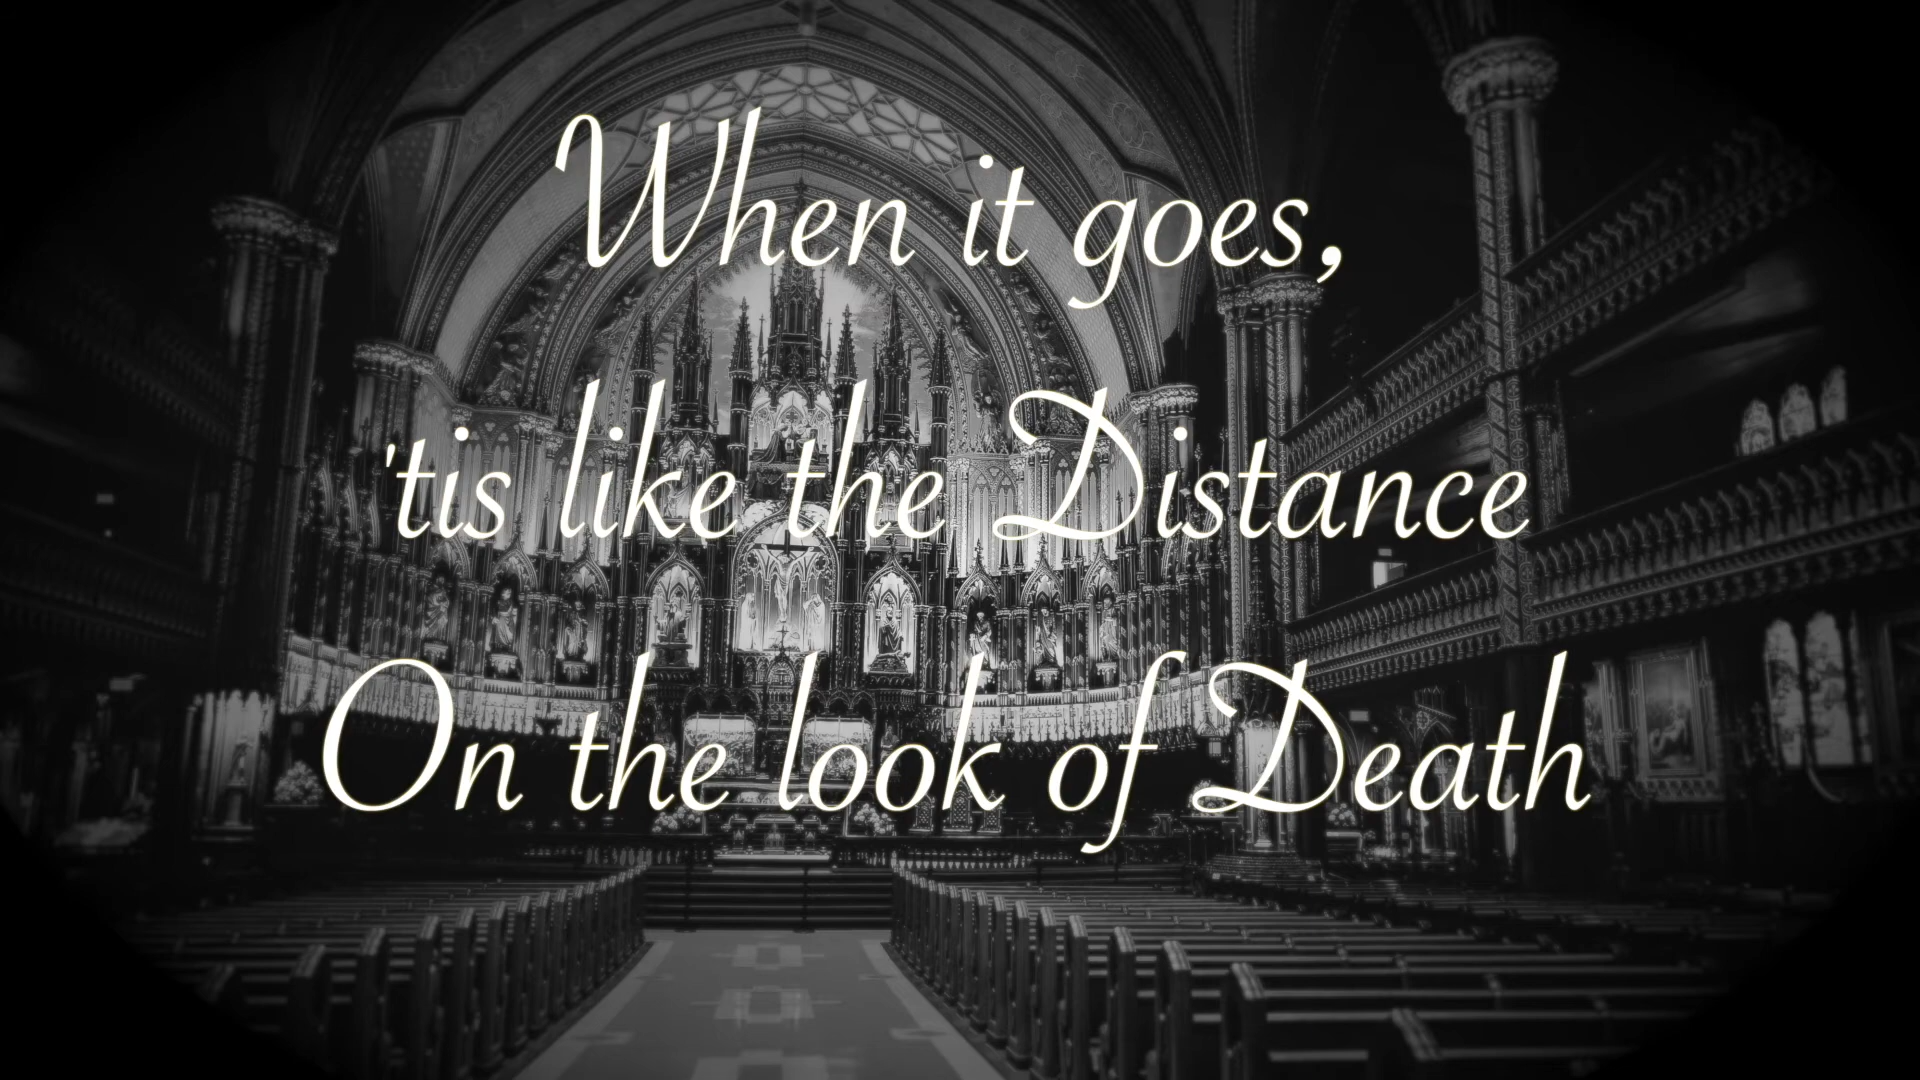 When it goes,
'tis like the Distance
On the look of Death